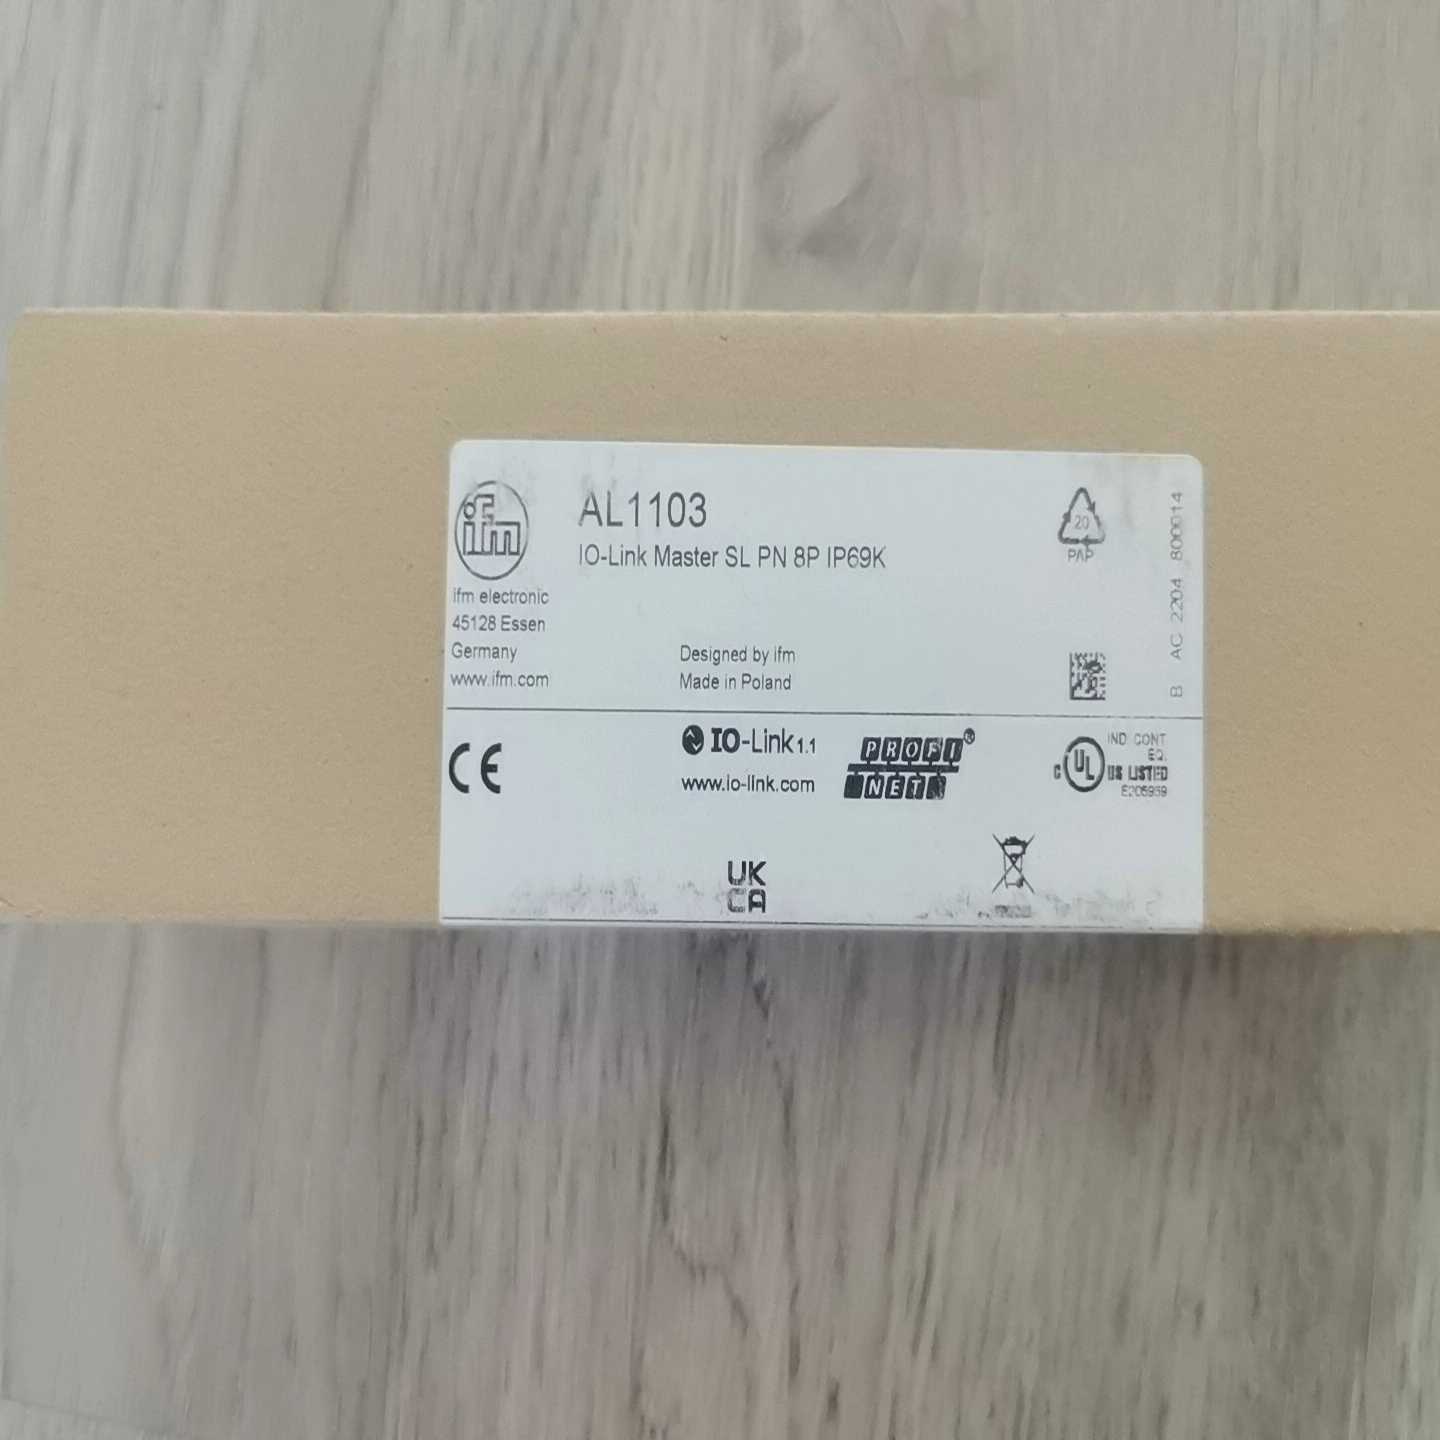 ifm
AL1103
IO-Link Master SL PN 8P IP69K
ifm electronic
45128 Essen
Germany
www.ifm.com
Designed by ifm
Made in Poland
20
PAP
B AC 2204 800014
CE
IO-Link 1.1
www.io-link.com
PROFI®
NET
C UL US LISTED
IND. CONT.
EQ.
E205959
UK
CA